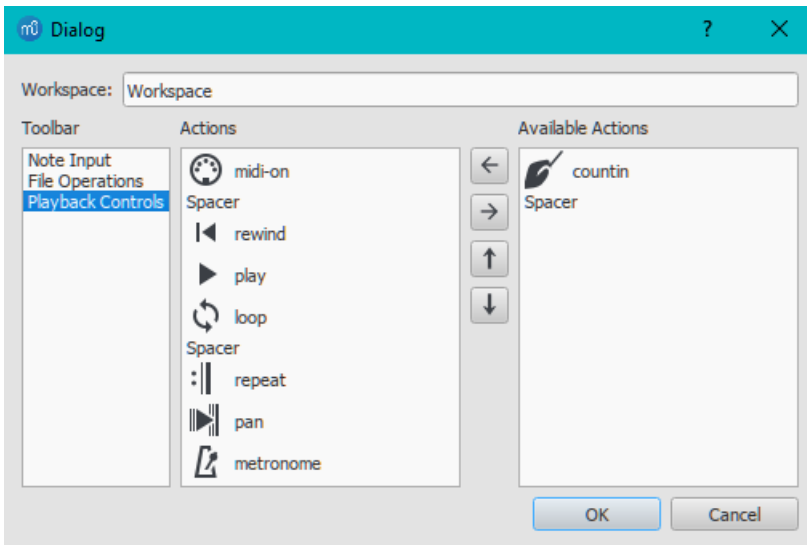 Dialog
?
Workspace: Workspace
Toolbar
Actions
Available Actions
Note Input
File Operations
Playback Controls
midi-on
Spacer
rewind
play
loop
Spacer
repeat
pan
metronome
countin
Spacer
OK
Cancel